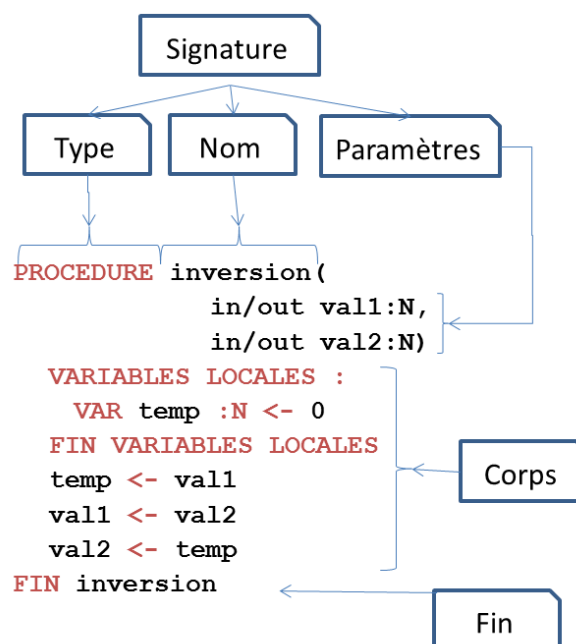 Signature
Type
Nom
Paramètres
PROCEDURE inversion(
in/out val1:N,
in/out val2:N)
VARIABLES LOCALES :
VAR temp :N <- 0
FIN VARIABLES LOCALES
temp <- val1
val1 <- val2
val2 <- temp
FIN inversion
Corps
Fin